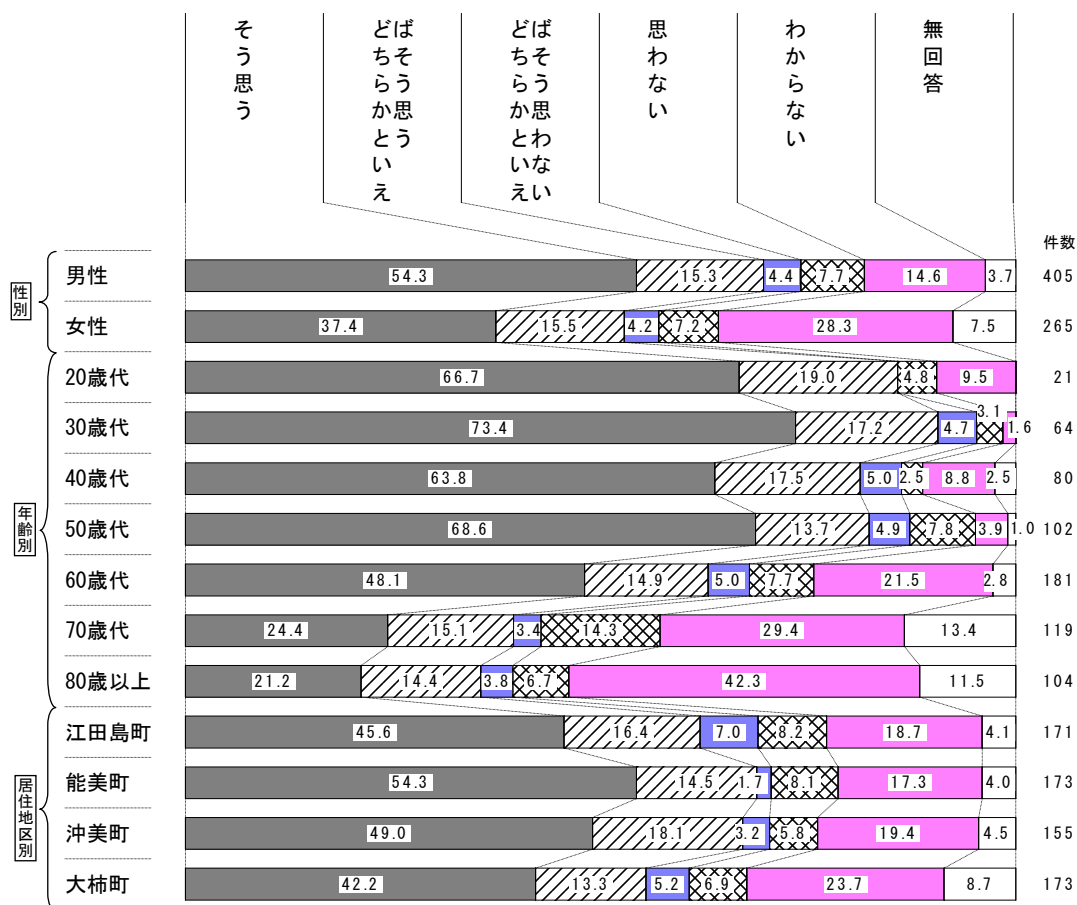 そう思う
どちらかといえ
ばそう思う
どちらかといえ
ばそう思わない
思わない
わからない
無回答
件数
性別
男性 54.3 15.3 4.4 7.7 14.6 3.7 405
女性 37.4 15.5 4.2 7.2 28.3 7.5 265
年齢別
20歳代 66.7 19.0 4.8 9.5 21
30歳代 73.4 17.2 4.7 3.1 1.6 64
40歳代 63.8 17.5 5.0 2.5 8.8 2.5 80
50歳代 68.6 13.7 4.9 7.8 3.9 1.0 102
60歳代 48.1 14.9 5.0 7.7 21.5 2.8 181
70歳代 24.4 15.1 3.4 14.3 29.4 13.4 119
80歳以上 21.2 14.4 3.8 6.7 42.3 11.5 104
居住地区別
江田島町 45.6 16.4 7.0 8.2 18.7 4.1 171
能美町 54.3 14.5 1.7 8.1 17.3 4.0 173
沖美町 49.0 18.1 3.2 5.8 19.4 4.5 155
大柿町 42.2 13.3 5.2 6.9 23.7 8.7 173